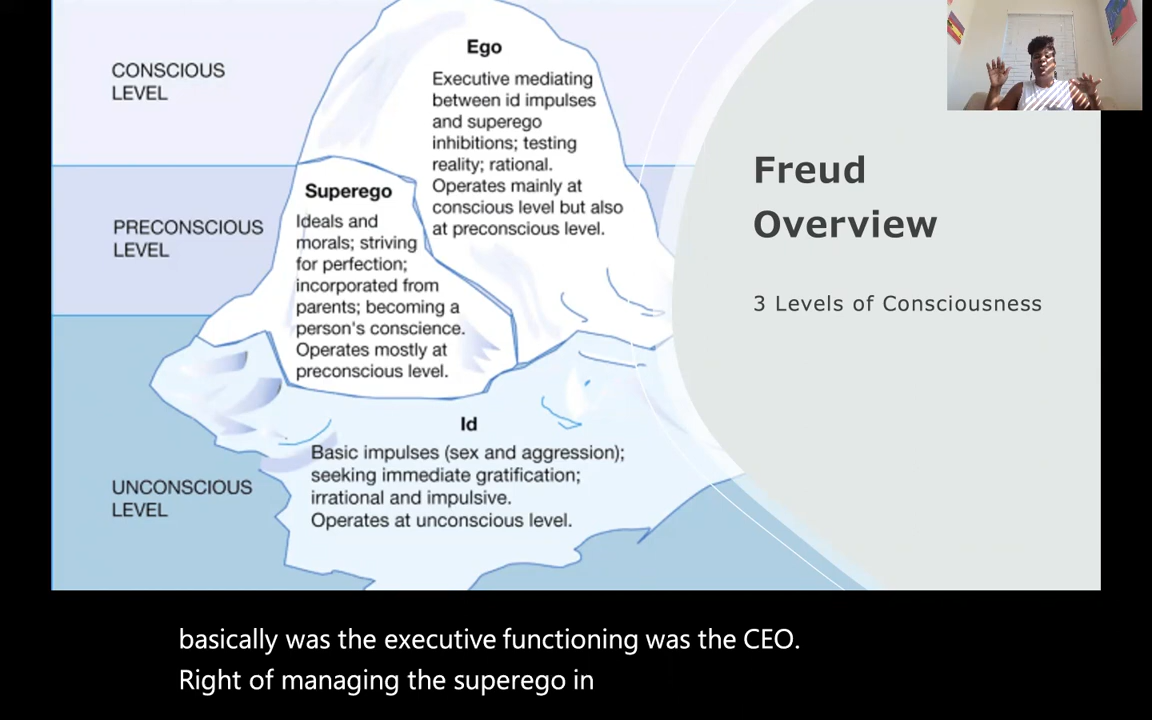 CONSCIOUS
LEVEL
Ego
Executive mediating
between id impulses
and superego
inhibitions; testing
reality; rational.
Operates mainly at
conscious level but also
at preconscious level.
PRECONSCIOUS
LEVEL
Superego
Ideals and
morals; striving
for perfection;
incorporated from
parents; becoming a
person's conscience.
Operates mostly at
preconscious level.
UNCONSCIOUS
LEVEL
Id
Basic impulses (sex and aggression);
seeking immediate gratification;
irrational and impulsive.
Operates at unconscious level.
Freud
Overview
3 Levels of Consciousness
basically was the executive functioning was the CEO.
Right of managing the superego in